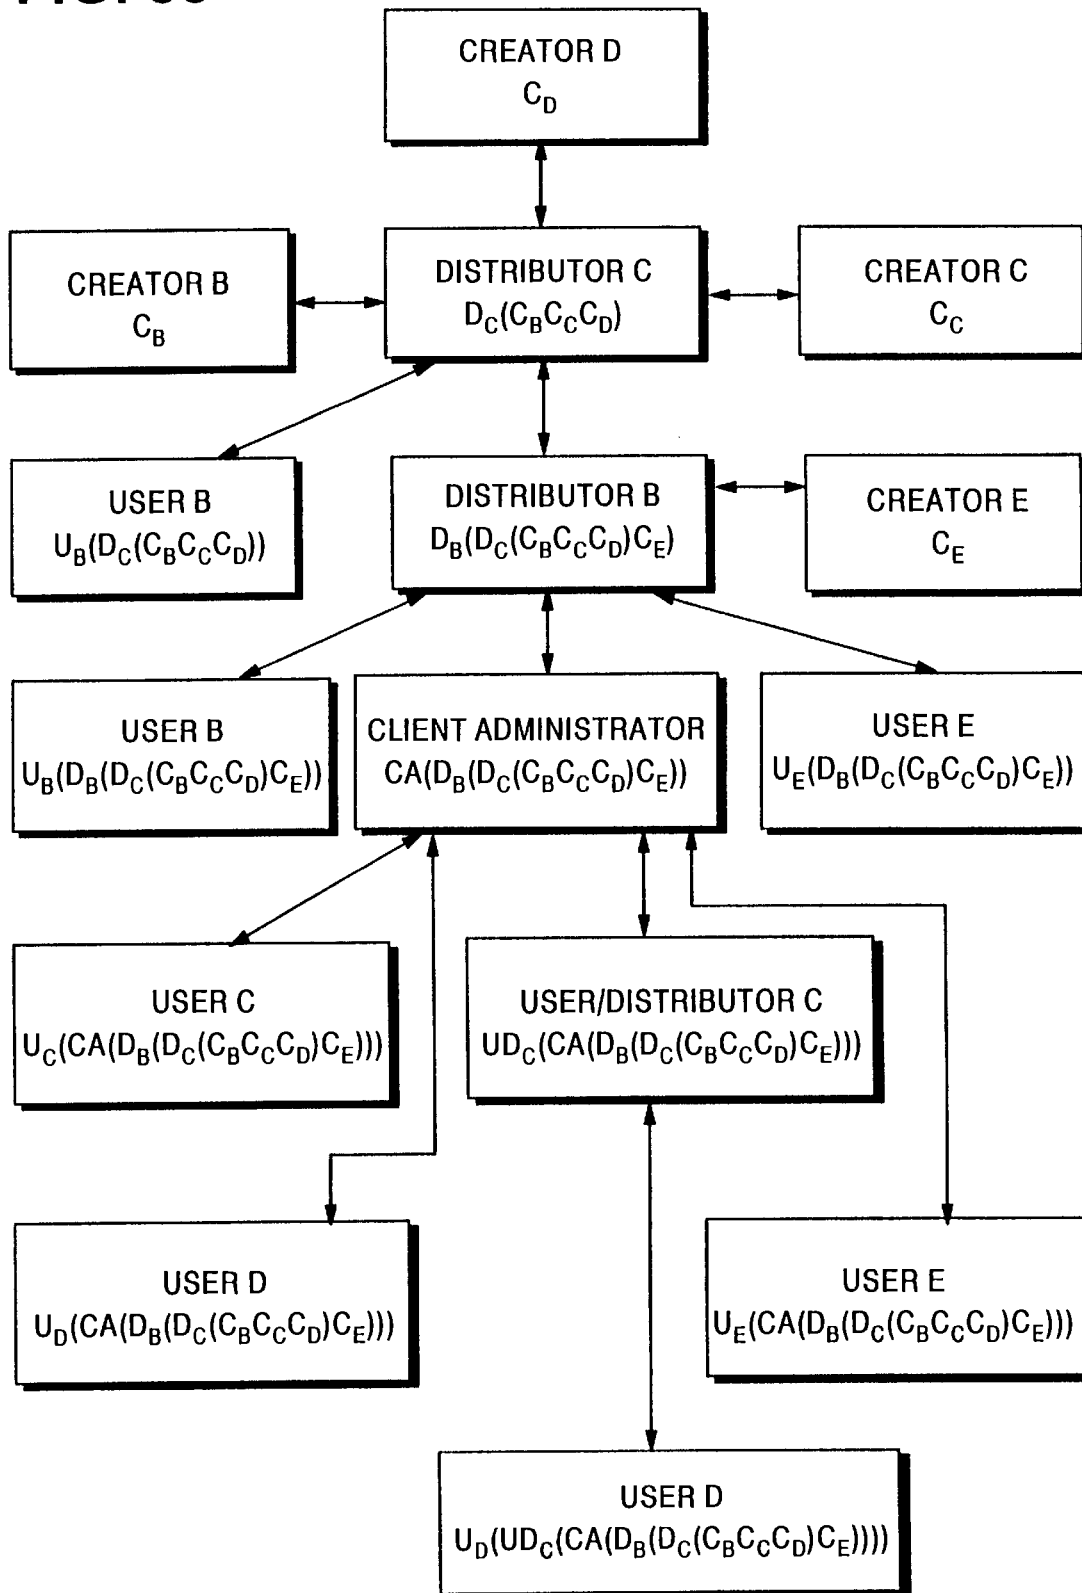 CREATOR D
C_D
CREATOR B
C_B
DISTRIBUTOR C
D_C(C_BC_CC_D)
CREATOR C
C_C
USER B
U_B(D_C(C_BC_CC_D))
DISTRIBUTOR B
D_B(D_C(C_BC_CC_D)C_E)
CREATOR E
C_E
USER B
U_B(D_B(D_C(C_BC_CC_D)C_E))
CLIENT ADMINISTRATOR
CA(D_B(D_C(C_BC_CC_D)C_E))
USER E
U_E(D_B(D_C(C_BC_CC_D)C_E))
USER C
U_C(CA(D_B(D_C(C_BC_CC_D)C_E)))
USER/DISTRIBUTOR C
UD_C(CA(D_B(D_C(C_BC_CC_D)C_E)))
USER D
U_D(CA(D_B(D_C(C_BC_CC_D)C_E)))
USER E
U_E(CA(D_B(D_C(C_BC_CC_D)C_E)))
USER D
U_D(UD_C(CA(D_B(D_C(C_BC_CC_D)C_E))))